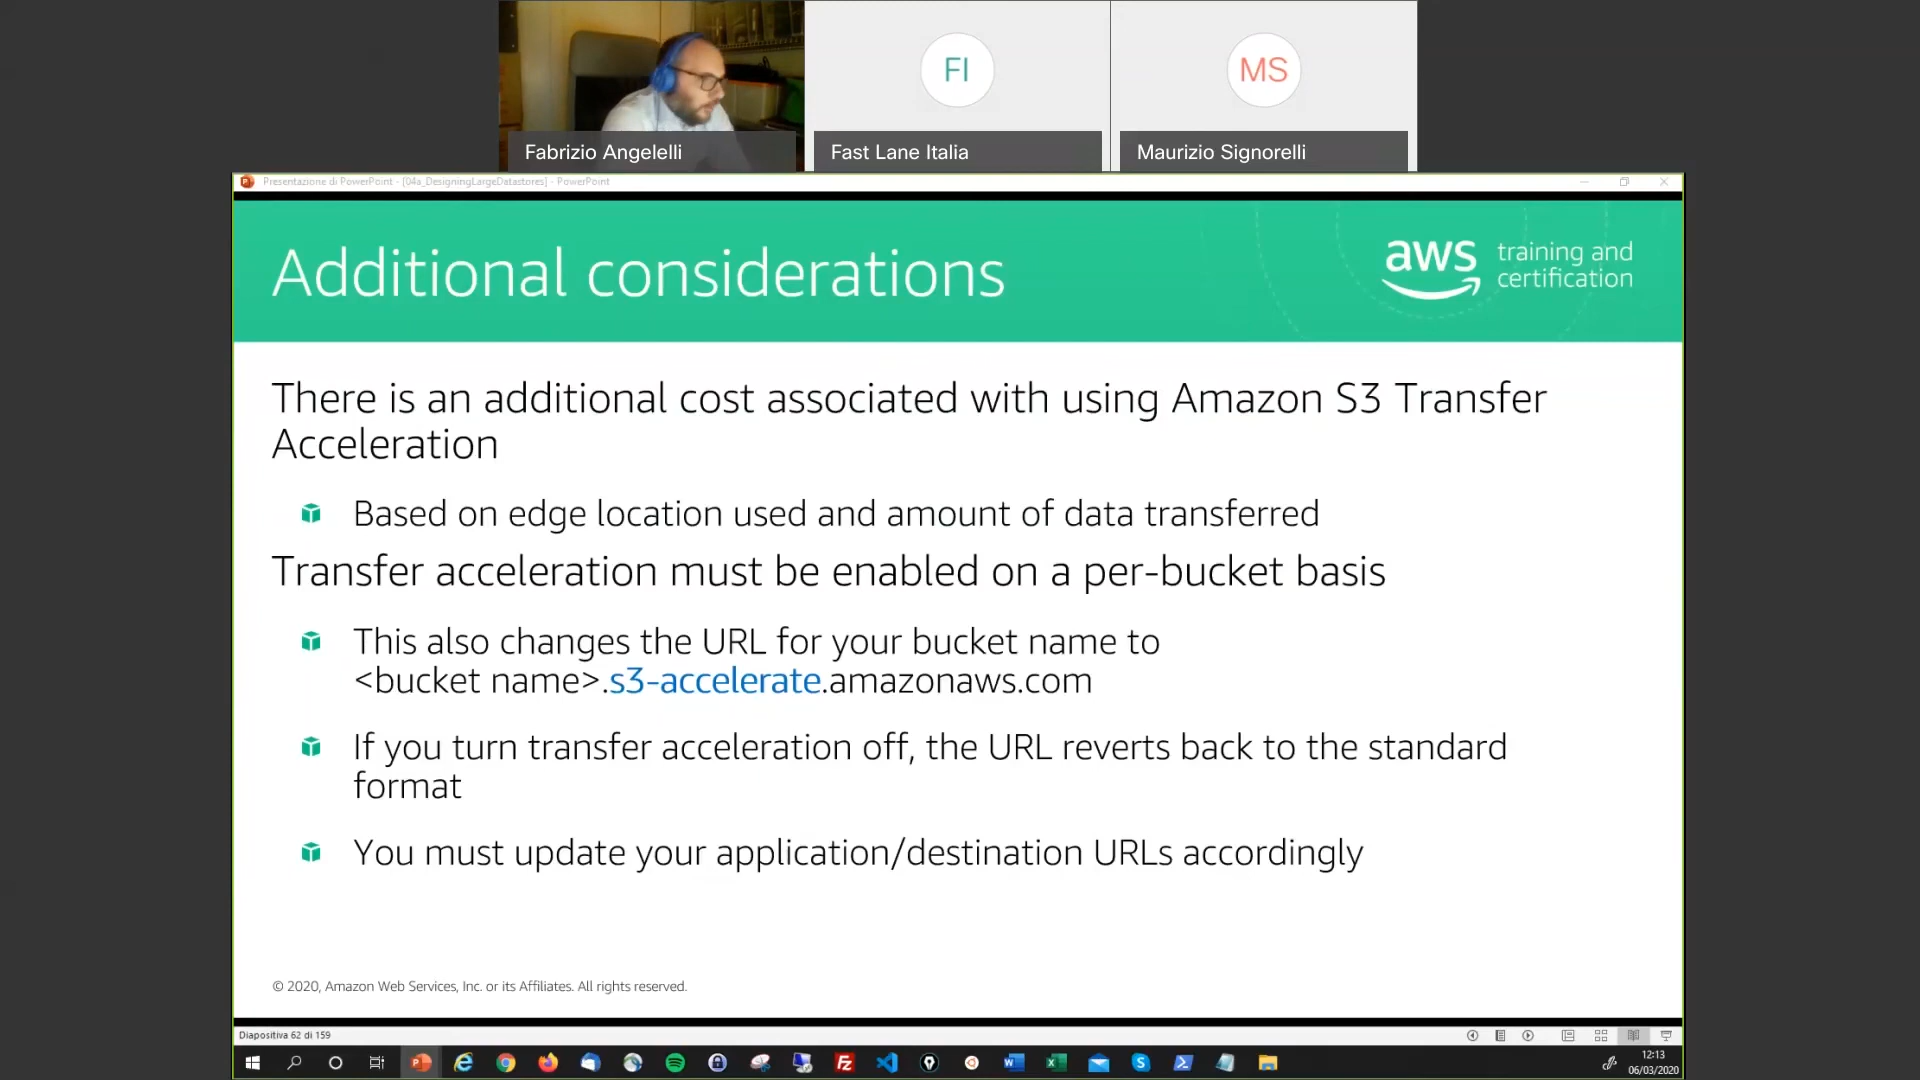 FI
MS
Fabrizio Angelelli
Fast Lane Italia
Maurizio Signorelli
Presentazione di PowerPoint - [04a_DesigningLargeDatastores] - PowerPoint
Additional considerations
aws training and
certification
There is an additional cost associated with using Amazon S3 Transfer
Acceleration
Based on edge location used and amount of data transferred
Transfer acceleration must be enabled on a per-bucket basis
This also changes the URL for your bucket name to
<bucket name>.s3-accelerate.amazonaws.com
If you turn transfer acceleration off, the URL reverts back to the standard
format
You must update your application/destination URLs accordingly
© 2020, Amazon Web Services, Inc. or its Affiliates. All rights reserved.
Diapositiva 62 di 159
12:13
06/03/2020